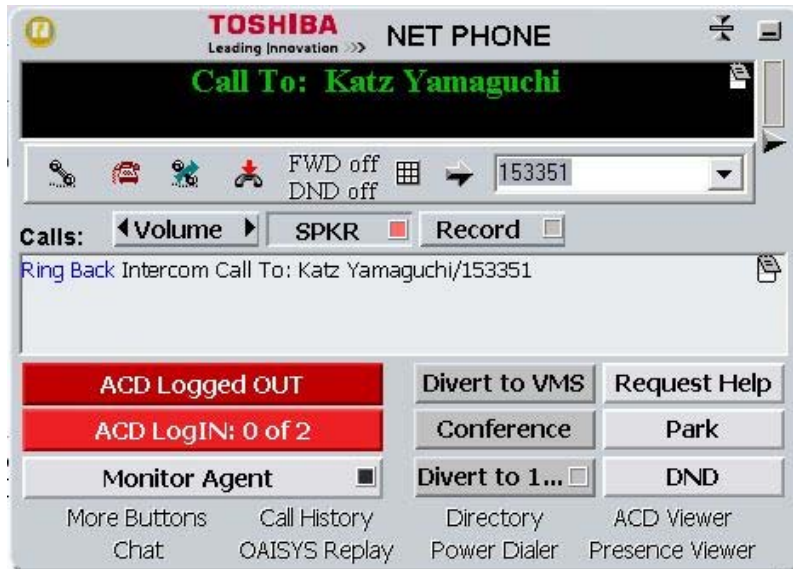 TOSHIBA
Leading Innovation >>>
NET PHONE
Call To: Katz Yamaguchi
FWD off
DND off
153351
Calls:
Volume
SPKR
Record
Ring Back Intercom Call To: Katz Yamaguchi/153351
ACD Logged OUT
Divert to VMS
Request Help
ACD LogIN: 0 of 2
Conference
Park
Monitor Agent
Divert to 1...
DND
More Buttons
Call History
Directory
ACD Viewer
Chat
OAISYS Replay
Power Dialer
Presence Viewer